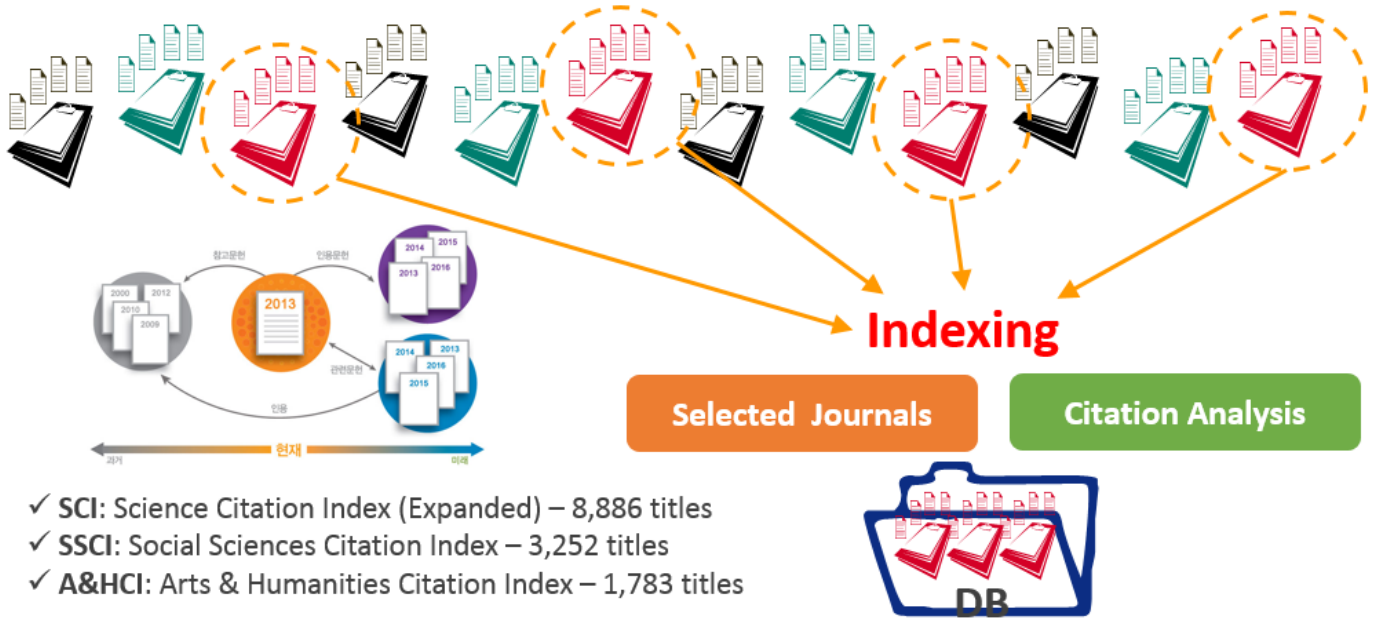 참고문헌
인용문헌
2000
2012
2010
2009
2013
2014
2015
2013
2016
관련문헌
2014
2013
2016
2015
인용
과거
현재
미래
Indexing
Selected Journals
Citation Analysis
✓ SCI: Science Citation Index (Expanded) – 8,886 titles
✓ SSCI: Social Sciences Citation Index – 3,252 titles
✓ A&HCI: Arts & Humanities Citation Index – 1,783 titles
DB